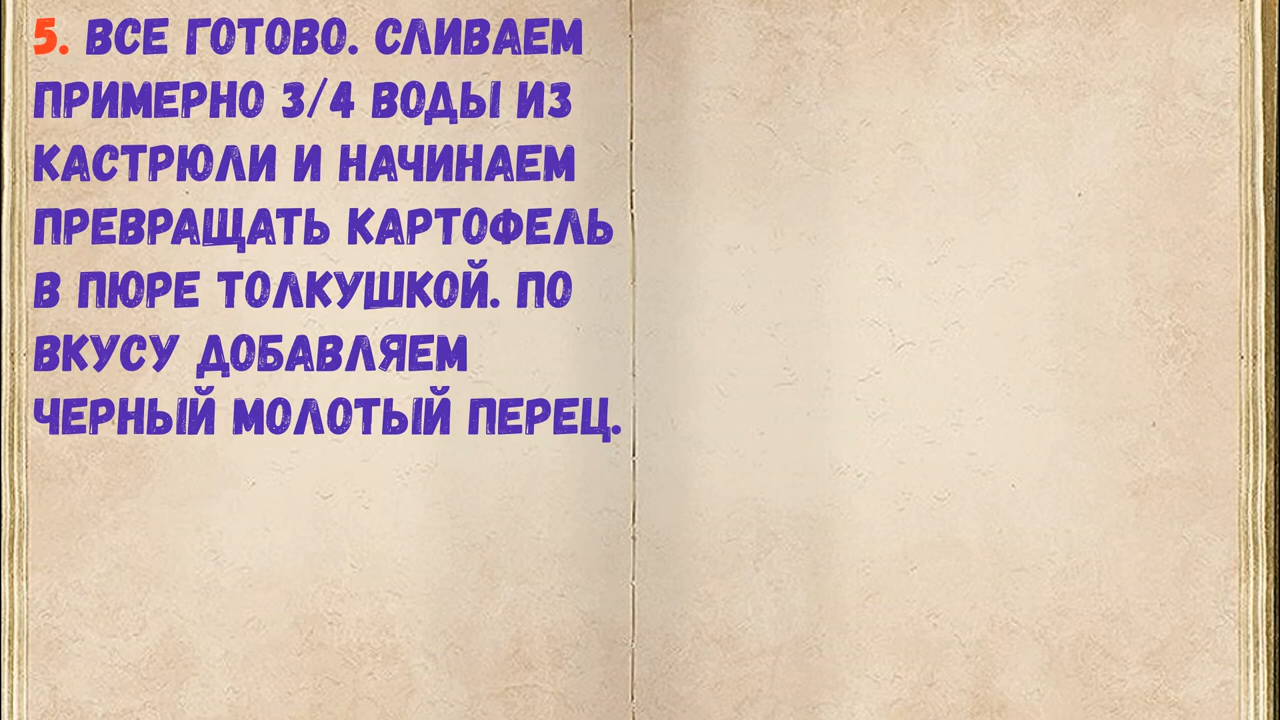 5. ВСЕ ГОТОВО. СЛИВАЕМ
ПРИМЕРНО 3/4 ВОДЫ ИЗ
КАСТРЮЛИ И НАЧИНАЕМ
ПРЕВРАЩАТЬ КАРТОФЕЛЬ
В ПЮРЕ ТОЛКУШКОЙ. ПО
ВКУСУ ДОБАВЛЯЕМ
ЧЕРНЫЙ МОЛОТЫЙ ПЕРЕЦ.